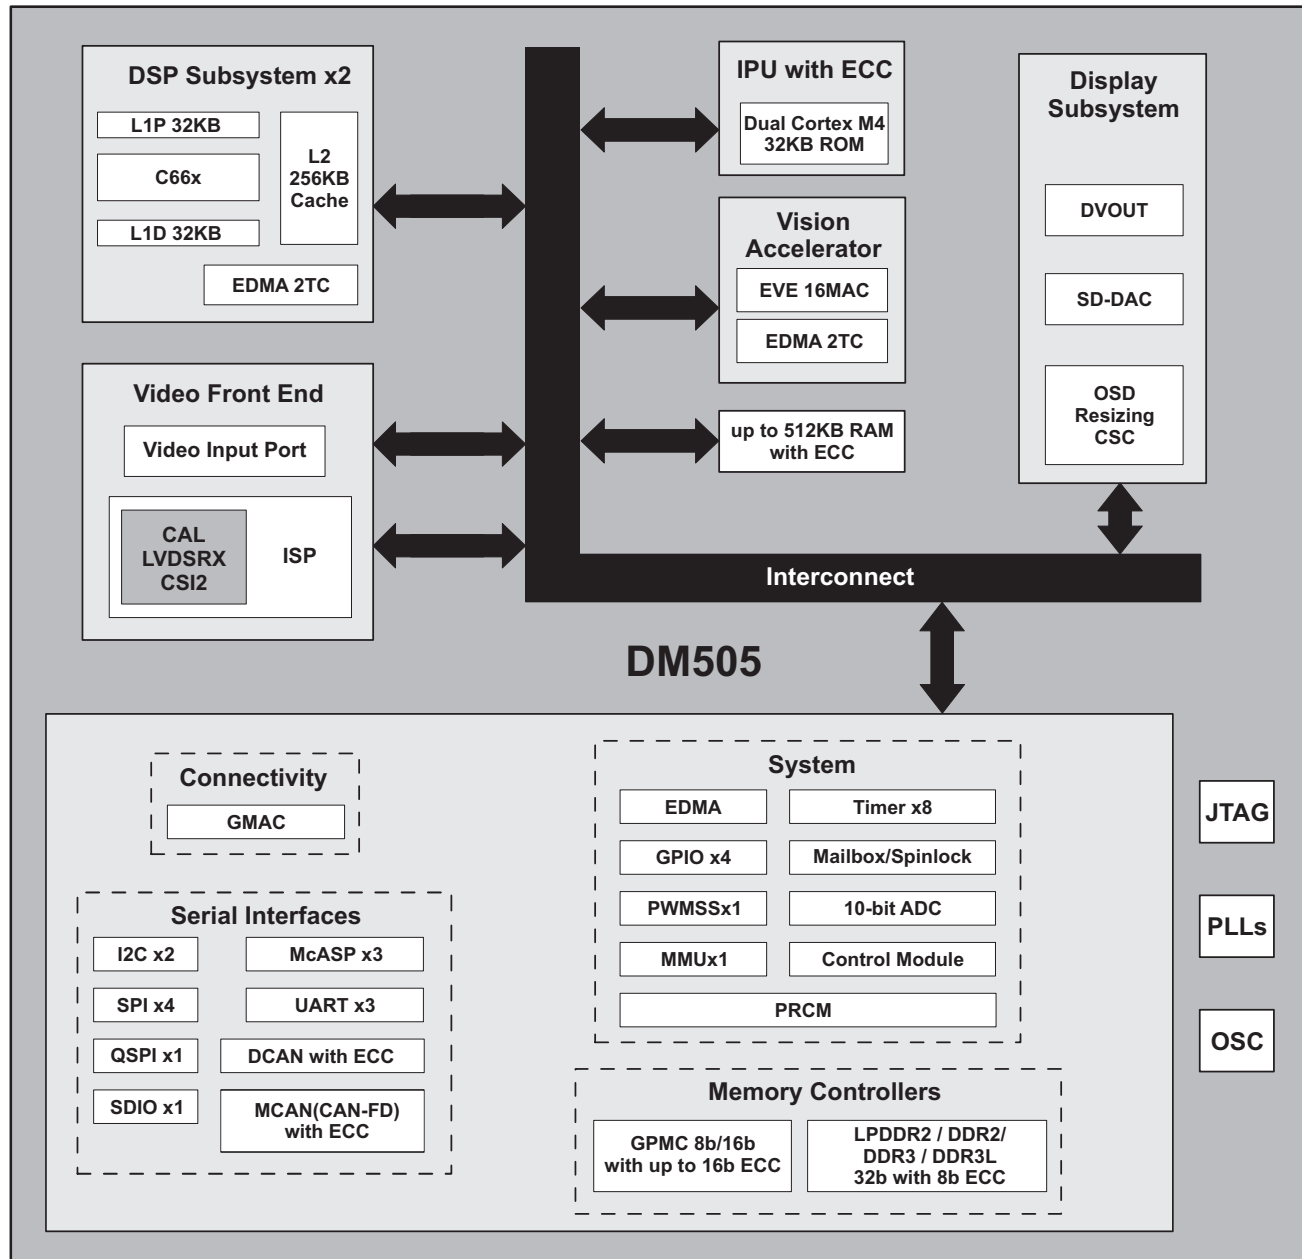 DSP Subsystem x2
L1P 32KB
C66x
L1D 32KB
L2
256KB
Cache
EDMA 2TC
IPU with ECC
Dual Cortex M4
32KB ROM
Vision
Accelerator
EVE 16MAC
EDMA 2TC
up to 512KB RAM
with ECC
Display
Subsystem
DVOUT
SD-DAC
OSD
Resizing
CSC
Video Front End
Video Input Port
CAL
LVDSRX
CSI2
ISP
Interconnect
DM505
Connectivity
GMAC
Serial Interfaces
I2C x2
McASP x3
SPI x4
UART x3
QSPI x1
DCAN with ECC
SDIO x1
MCAN(CAN-FD)
with ECC
System
EDMA
Timer x8
GPIO x4
Mailbox/Spinlock
PWMSSx1
10-bit ADC
MMUx1
Control Module
PRCM
Memory Controllers
GPMC 8b/16b
with up to 16b ECC
LPDDR2 / DDR2/
DDR3 / DDR3L
32b with 8b ECC
JTAG
PLLs
OSC